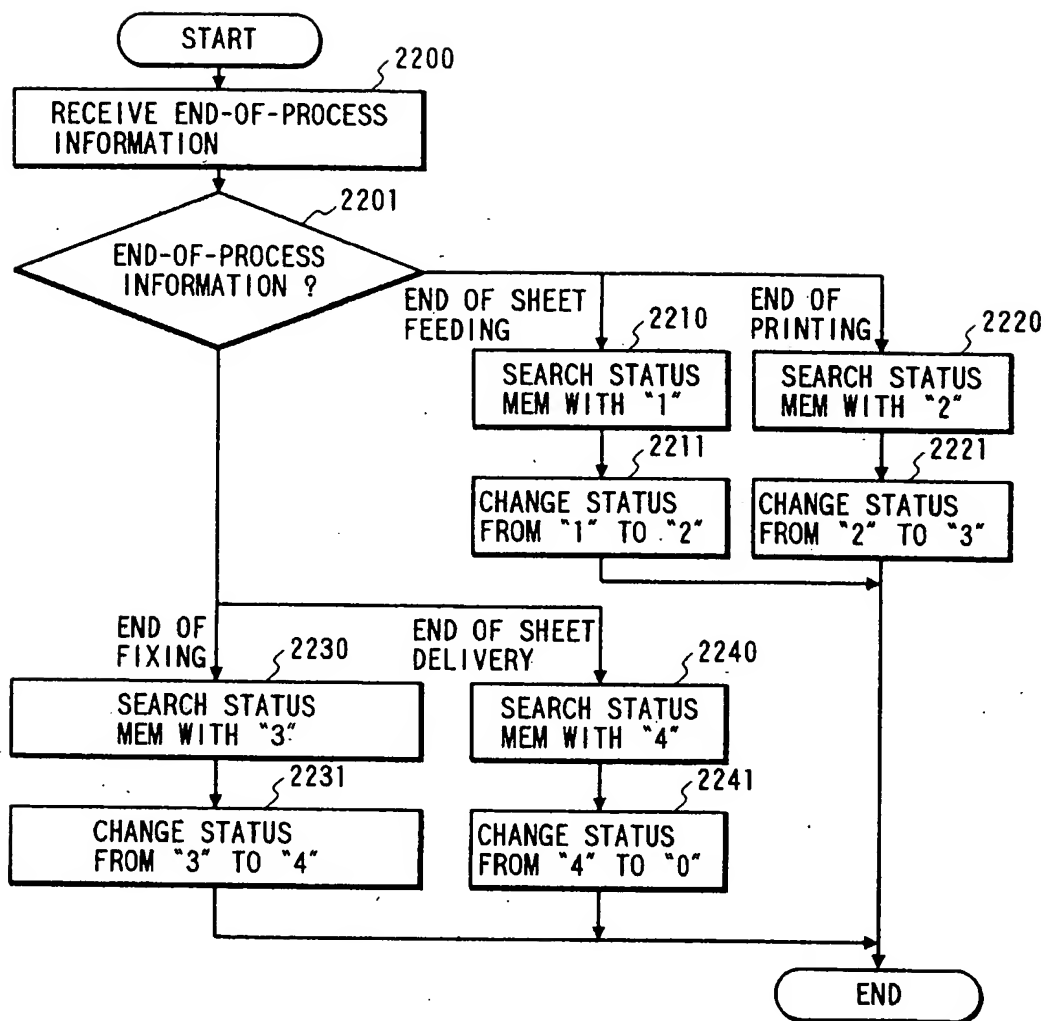 START
2200
RECEIVE END-OF-PROCESS
INFORMATION
2201
END-OF-PROCESS
INFORMATION ?
END OF SHEET
FEEDING
2210
SEARCH STATUS
MEM WITH "1"
2211
CHANGE STATUS
FROM "1" TO "2"
END OF
PRINTING
2220
SEARCH STATUS
MEM WITH "2"
2221
CHANGE STATUS
FROM "2" TO "3"
END OF
FIXING
2230
SEARCH STATUS
MEM WITH "3"
2231
CHANGE STATUS
FROM "3" TO "4"
END OF SHEET
DELIVERY
2240
SEARCH STATUS
MEM WITH "4"
2241
CHANGE STATUS
FROM "4" TO "0"
END